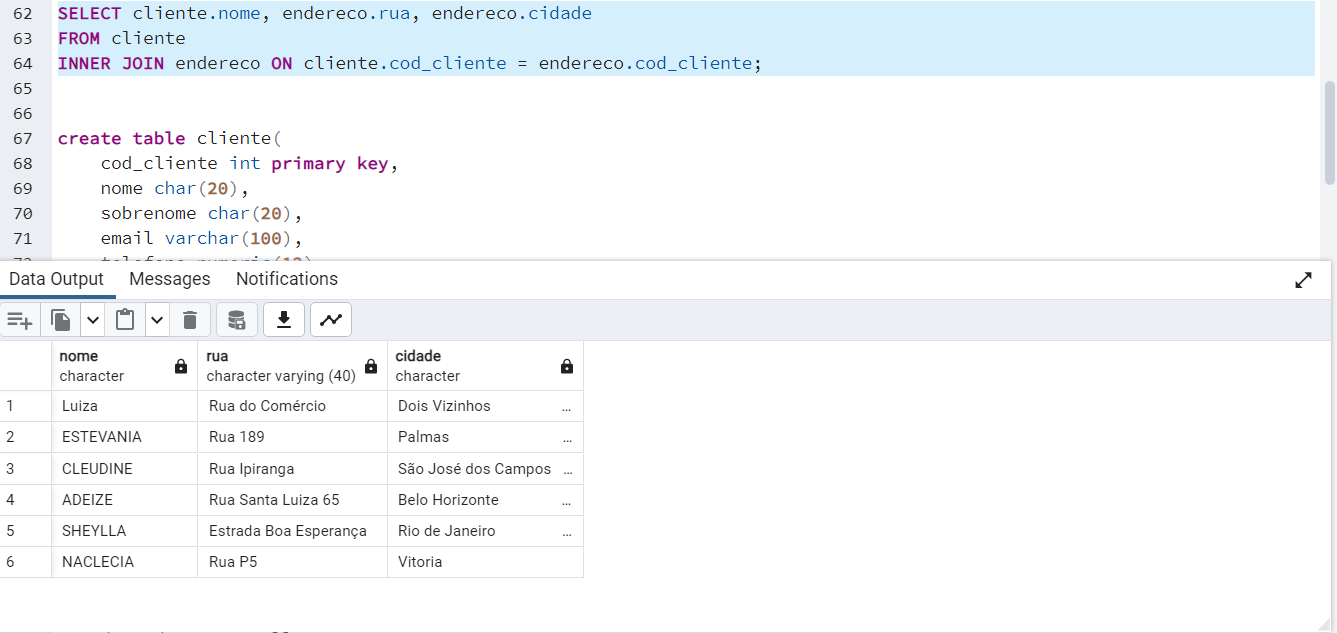 62 SELECT cliente.nome, endereco.rua, endereco.cidade
63 FROM cliente
64 INNER JOIN endereco ON cliente.cod_cliente = endereco.cod_cliente;
65
66
67 create table cliente(
68 cod_cliente int primary key,
69 nome char(20),
70 sobrenome char(20),
71 email varchar(100),
Data Output Messages Notifications
nome rua cidade
character character varying (40) character
1 Luiza Rua do Comércio Dois Vizinhos ...
2 ESTEVANIA Rua 189 Palmas ...
3 CLEUDINE Rua Ipiranga São José dos Campos ...
4 ADEIZE Rua Santa Luiza 65 Belo Horizonte ...
5 SHEYLLA Estrada Boa Esperança Rio de Janeiro ...
6 NACLECIA Rua P5 Vitoria